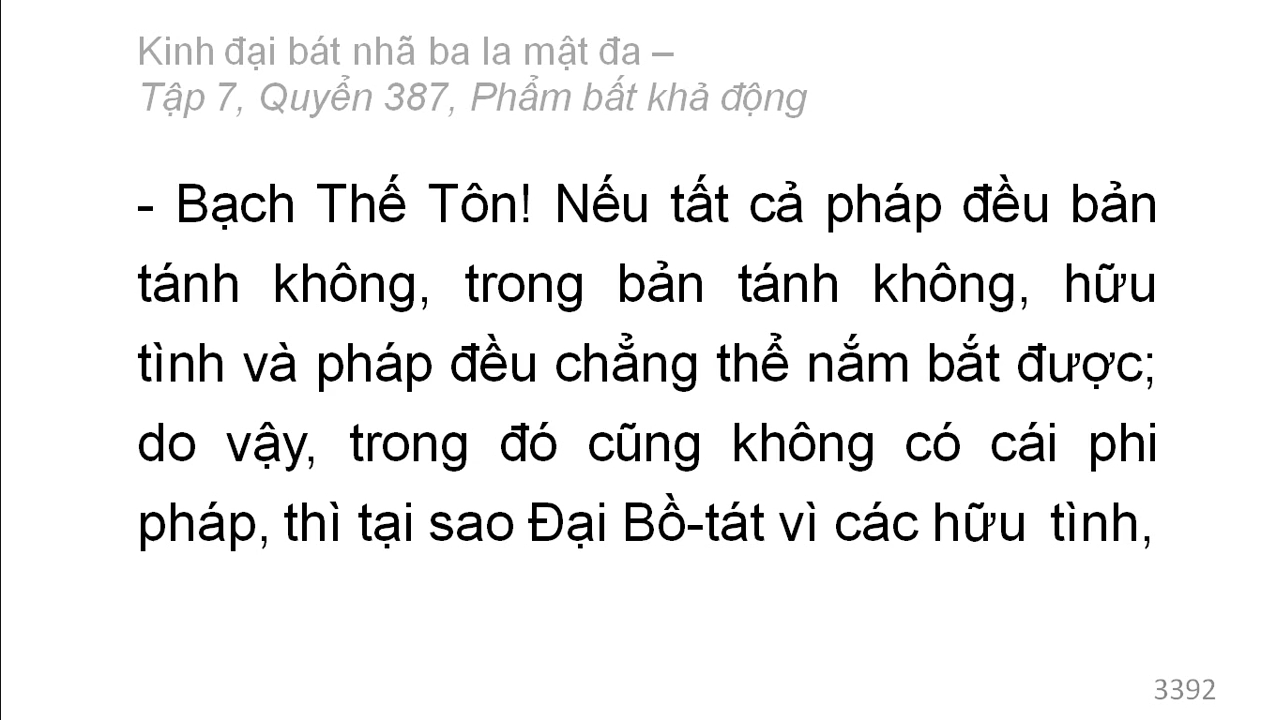 Kinh đại bát nhã ba la mật đa –
Tập 7, Quyển 387, Phẩm bất khả động
- Bạch Thế Tôn! Nếu tất cả pháp đều bản
tánh không, trong bản tánh không, hữu
tình và pháp đều chẳng thể nắm bắt được;
do vậy, trong đó cũng không có cái phi
pháp, thì tại sao Đại Bồ-tát vì các hữu tình,
3392